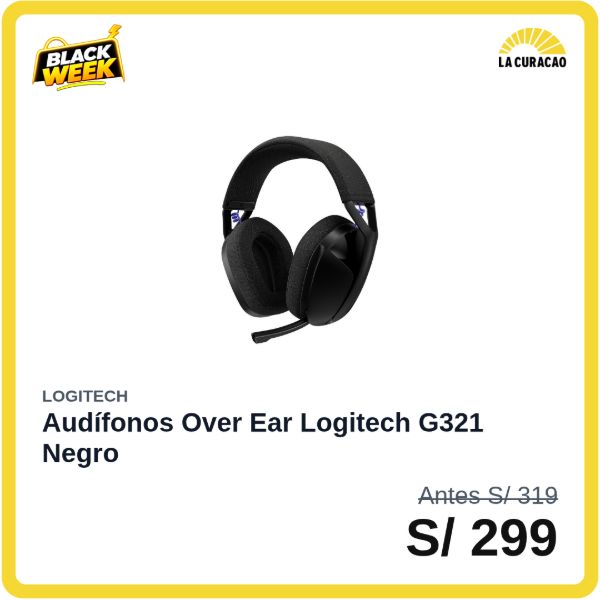 BLACK
WEEK
LA CURACAO
LOGITECH
Audífonos Over Ear Logitech G321
Negro
Antes S/ 319
S/ 299